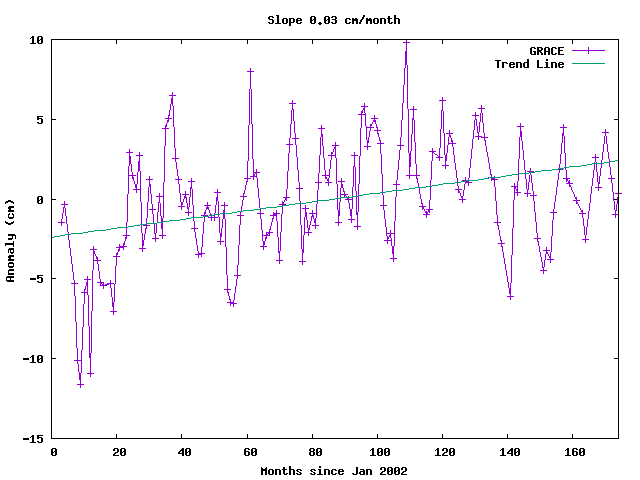 Slope 0.03 cm/month
GRACE
Trend Line
10
5
0
-5
-10
-15
Anomaly (cm)
0 20 40 60 80 100 120 140 160
Months since Jan 2002